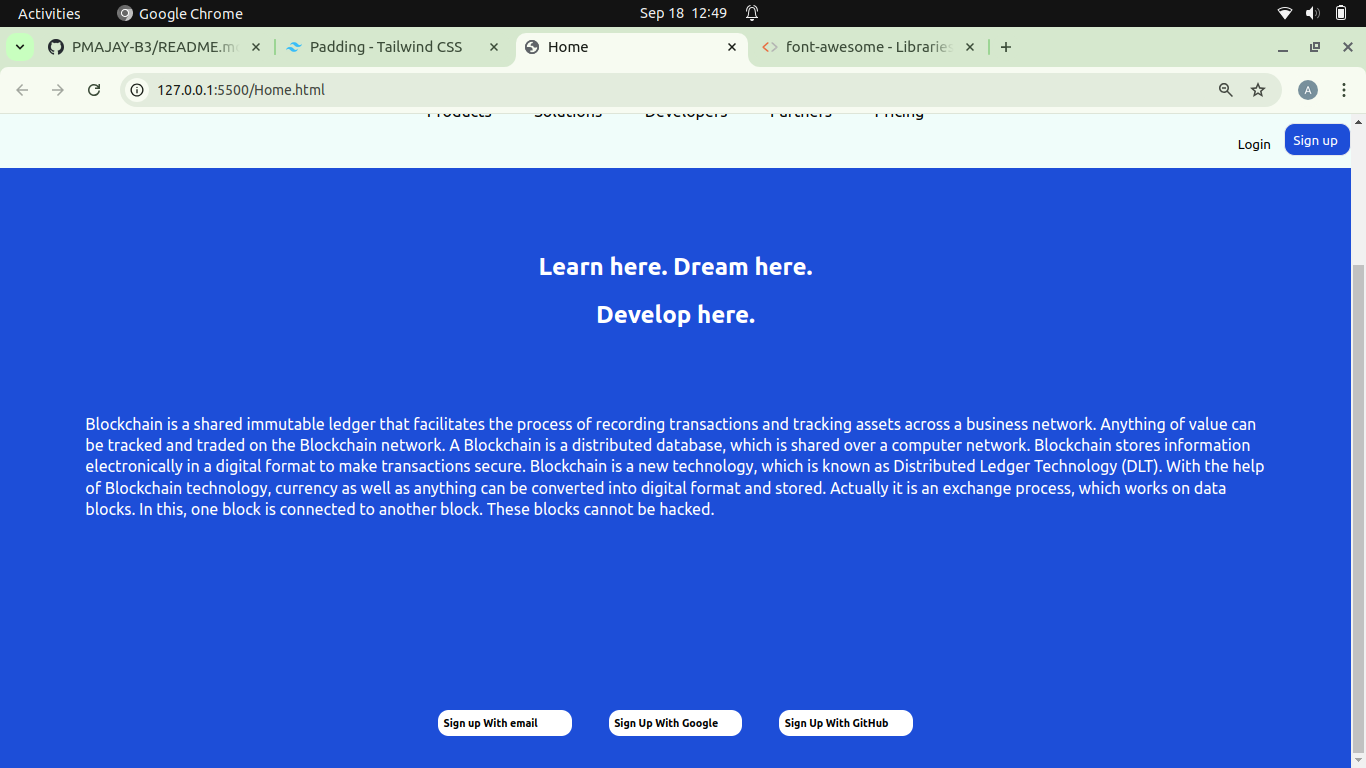 Activities
Google Chrome
Sep 18 12:49
PMAJAY-B3/README.m
Padding - Tailwind CSS
Home
font-awesome - Libraries
127.0.0.1:5500/Home.html
A
Products Solutions Developers Partners Pricing
Login
Sign up
Learn here. Dream here.
Develop here.
Blockchain is a shared immutable ledger that facilitates the process of recording transactions and tracking assets across a business network. Anything of value can
be tracked and traded on the Blockchain network. A Blockchain is a distributed database, which is shared over a computer network. Blockchain stores information
electronically in a digital format to make transactions secure. Blockchain is a new technology, which is known as Distributed Ledger Technology (DLT). With the help
of Blockchain technology, currency as well as anything can be converted into digital format and stored. Actually it is an exchange process, which works on data
blocks. In this, one block is connected to another block. These blocks cannot be hacked.
Sign up With email
Sign Up With Google
Sign Up With GitHub